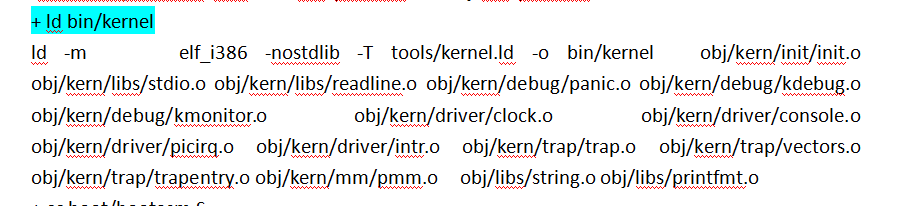 + ld bin/kernel
ld -m elf_i386 -nostdlib -T tools/kernel.ld -o bin/kernel obj/kern/init/init.o
obj/kern/libs/stdio.o obj/kern/libs/readline.o obj/kern/debug/panic.o obj/kern/debug/kdebug.o
obj/kern/debug/kmonitor.o obj/kern/driver/clock.o obj/kern/driver/console.o
obj/kern/driver/picirq.o obj/kern/driver/intr.o obj/kern/trap/trap.o obj/kern/trap/vectors.o
obj/kern/trap/trapentry.o obj/kern/mm/pmm.o obj/libs/string.o obj/libs/printfmt.o